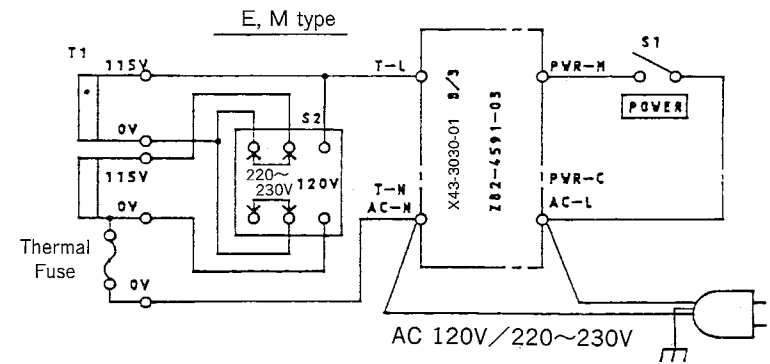 E, M type
T1
115V
0V
115V
0V
Thermal
Fuse
0V
S2
220～
230V
120V
T-L
T-N
AC-N
X43-3030-01 B/3
Z82-4591-03
PWR-M
PWR-C
AC-L
S1
POWER
AC 120V/220～230V